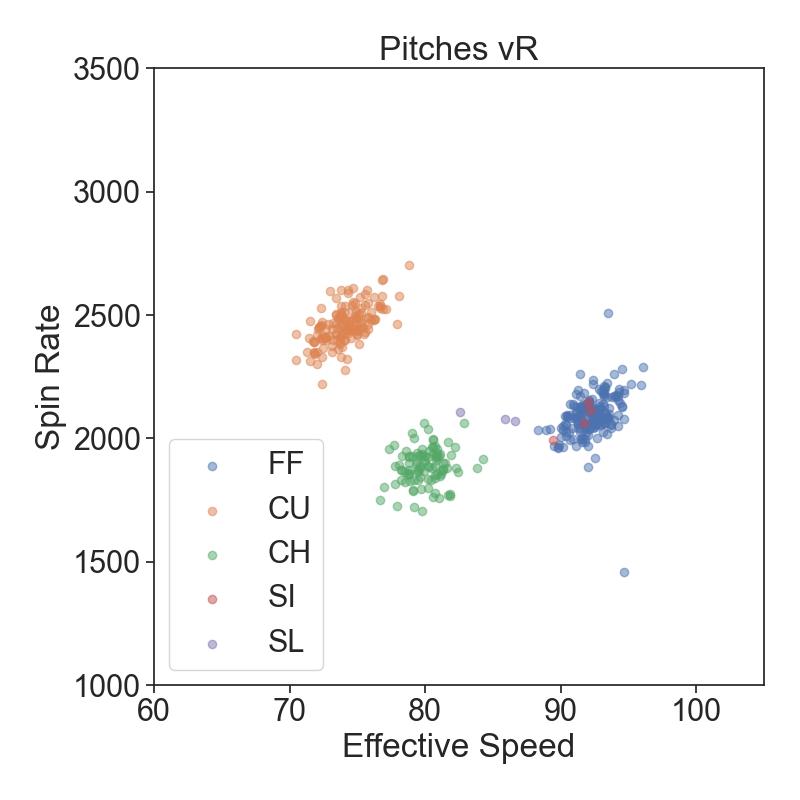 Pitches vR
3500
3000
2500
2000
1500
1000
Spin Rate
FF
CU
CH
SI
SL
60 70 80 90 100
Effective Speed